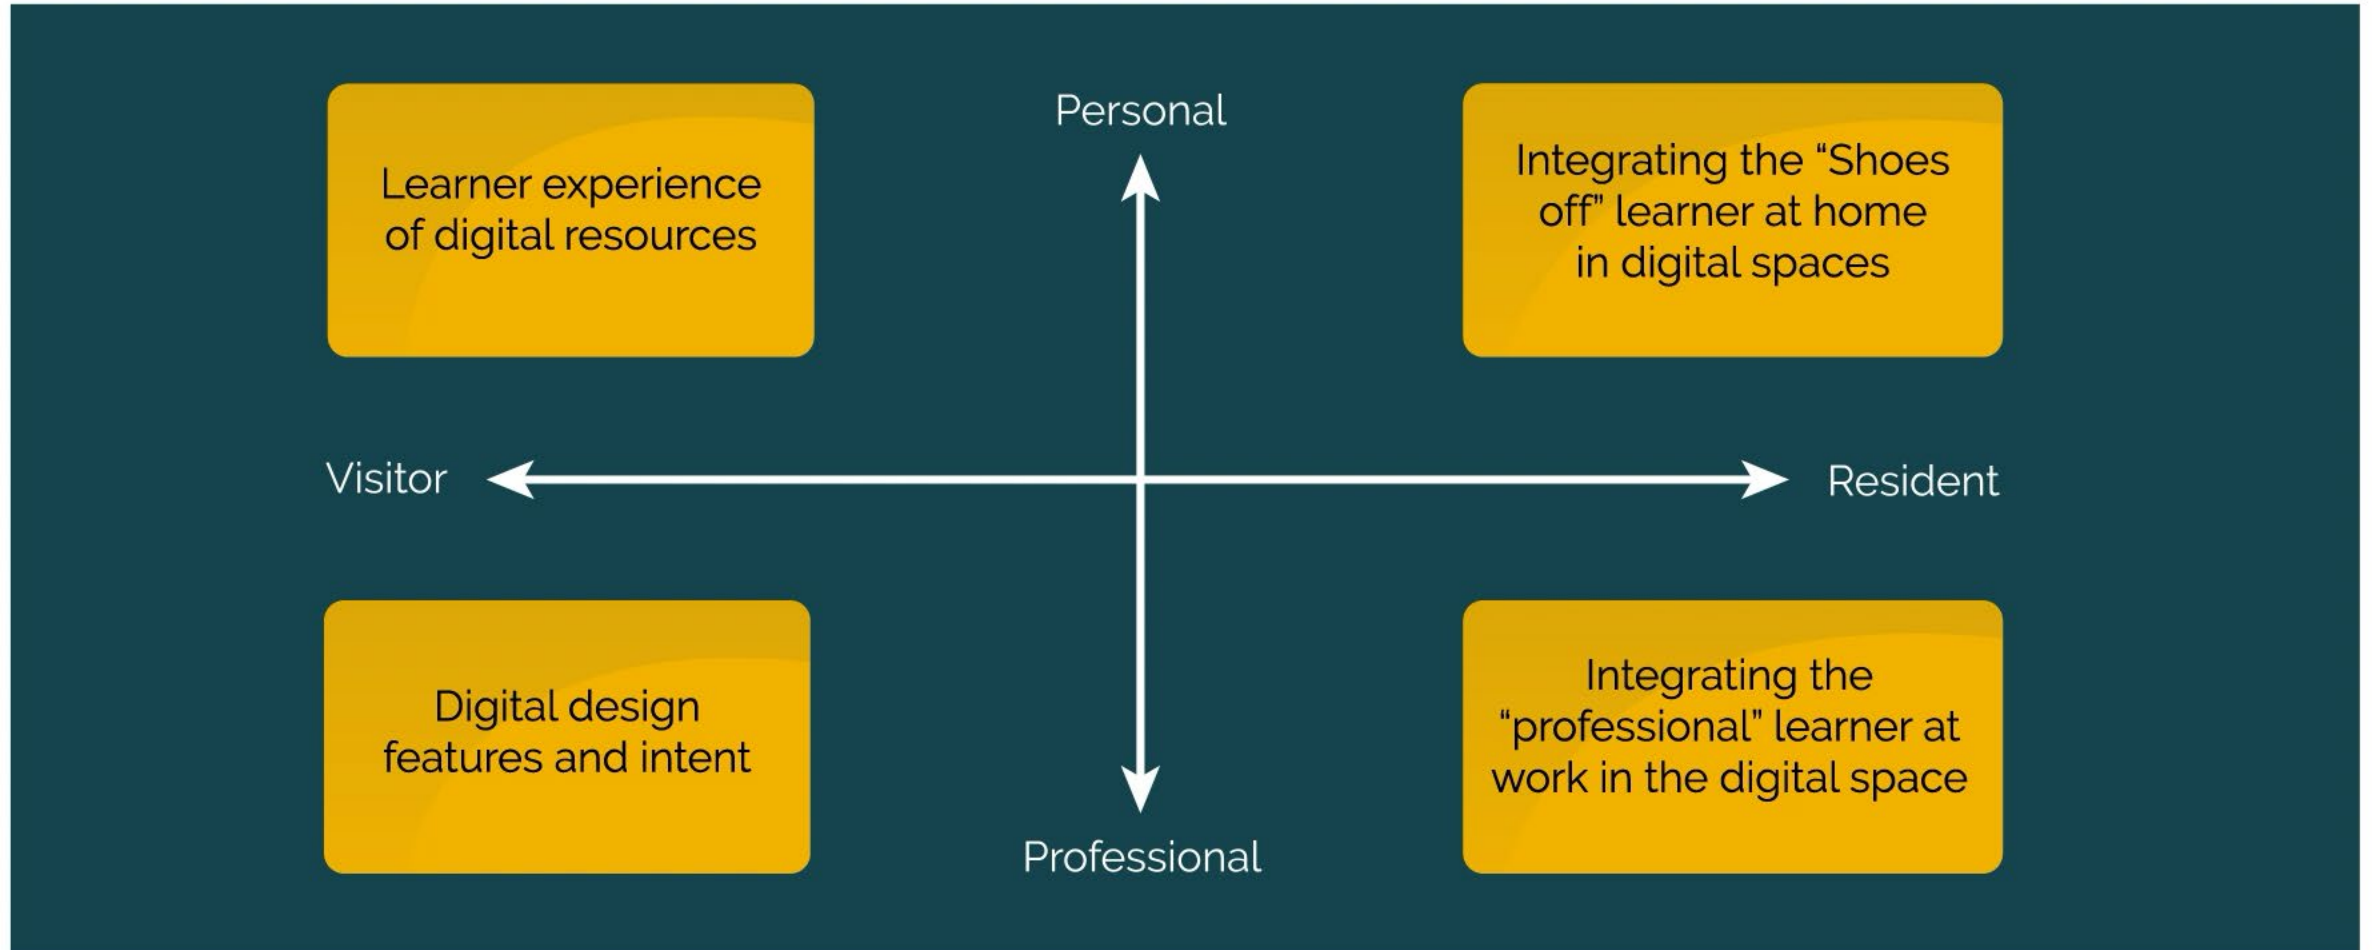 Personal
Learner experience
of digital resources
Integrating the “Shoes
off” learner at home
in digital spaces
Visitor
Resident
Digital design
features and intent
Integrating the
“professional” learner at
work in the digital space
Professional